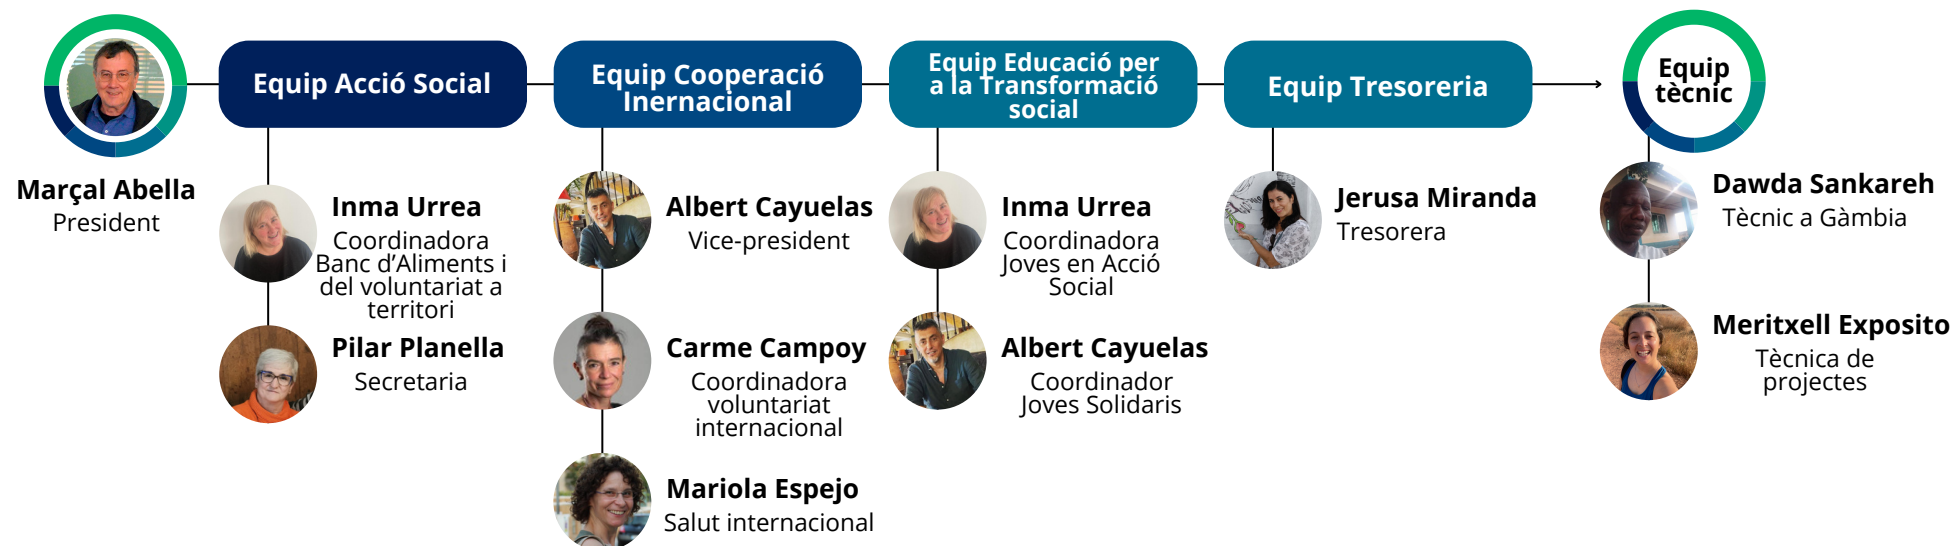 Marçal Abella
President
Equip Acció Social
Inma Urrea
Coordinadora
Banc d’Aliments i
del voluntariat a
territori
Pilar Planella
Secretaria
Equip Cooperació
Inernacional
Albert Cayuelas
Vice-president
Carme Campoy
Coordinadora
voluntariat
internacional
Mariola Espejo
Salut internacional
Equip Educació per
a la Transformació
social
Inma Urrea
Coordinadora
Joves en Acció
Social
Albert Cayuelas
Coordinador
Joves Solidaris
Equip Tresoreria
Jerusa Miranda
Tresorera
Equip
tècnic
Dawda Sankareh
Tècnic a Gàmbia
Meritxell Exposito
Tècnica de
projectes